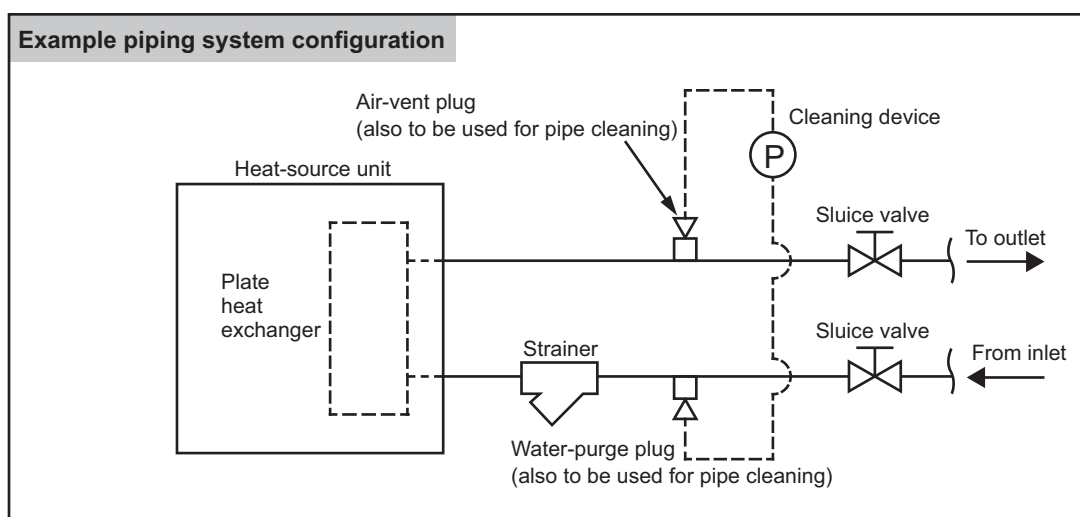 Example piping system configuration
Air-vent plug
(also to be used for pipe cleaning)
Cleaning device
P
Heat-source unit
Sluice valve
To outlet
Plate
heat
exchanger
Sluice valve
Strainer
From inlet
Water-purge plug
(also to be used for pipe cleaning)